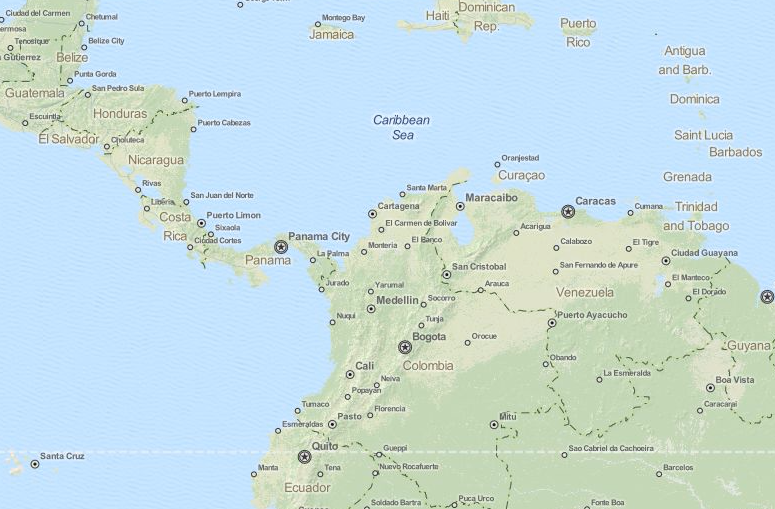 Ciudad del Carmen
Chetumal
ermosa
Tenosique
Belize City
a Gütierrez
Belize
Punta Gorda
Guatemala
San Pedro Sula
Puerto Lempira
Honduras
Escuintla
Puerto Cabezas
El Salvador
Choluteca
Nicaragua
Rivas
Liberia
San Juan del Norte
Costa
Rica
Puerto Limon
Sixaola
Ciudad Cortes
Panama City
Panama
La Palma
Jurado
Montego Bay
Jamaica
Haiti
Dominican
Rep.
Puerto
Rico
Antigua
and Barb.
Dominica
Saint Lucia
Barbados
Grenada
Trinidad
and Tobago
Caribbean
Sea
Oranjestad
Curaçao
Santa Marta
Cartagena
Maracaibo
Caracas
Cumana
El Carmen de Bolivar
Acarigua
Monteria
El Banco
Calabozo
El Tigre
Ciudad Guayana
San Cristobal
San Fernando de Apure
El Manteco
Arauca
Venezuela
El Dorado
Yarumal
Medellin
Socorro
Puerto Ayacucho
Nuqui
Tunja
Bogota
Orocue
Guyana
Colombia
Obando
Cali
Neiva
La Esmeralda
Boa Vista
Popayan
Tumaco
Florencia
Caracarai
Esmeraldas
Pasto
Mitu
Quito
Gueppi
Sao Gabriel da Cachoeira
Santa Cruz
Manta
Tena
Nuevo Rocafuerte
Barcelos
Ecuador
Soldado Bartra
Puca Urco
Fonte Boa